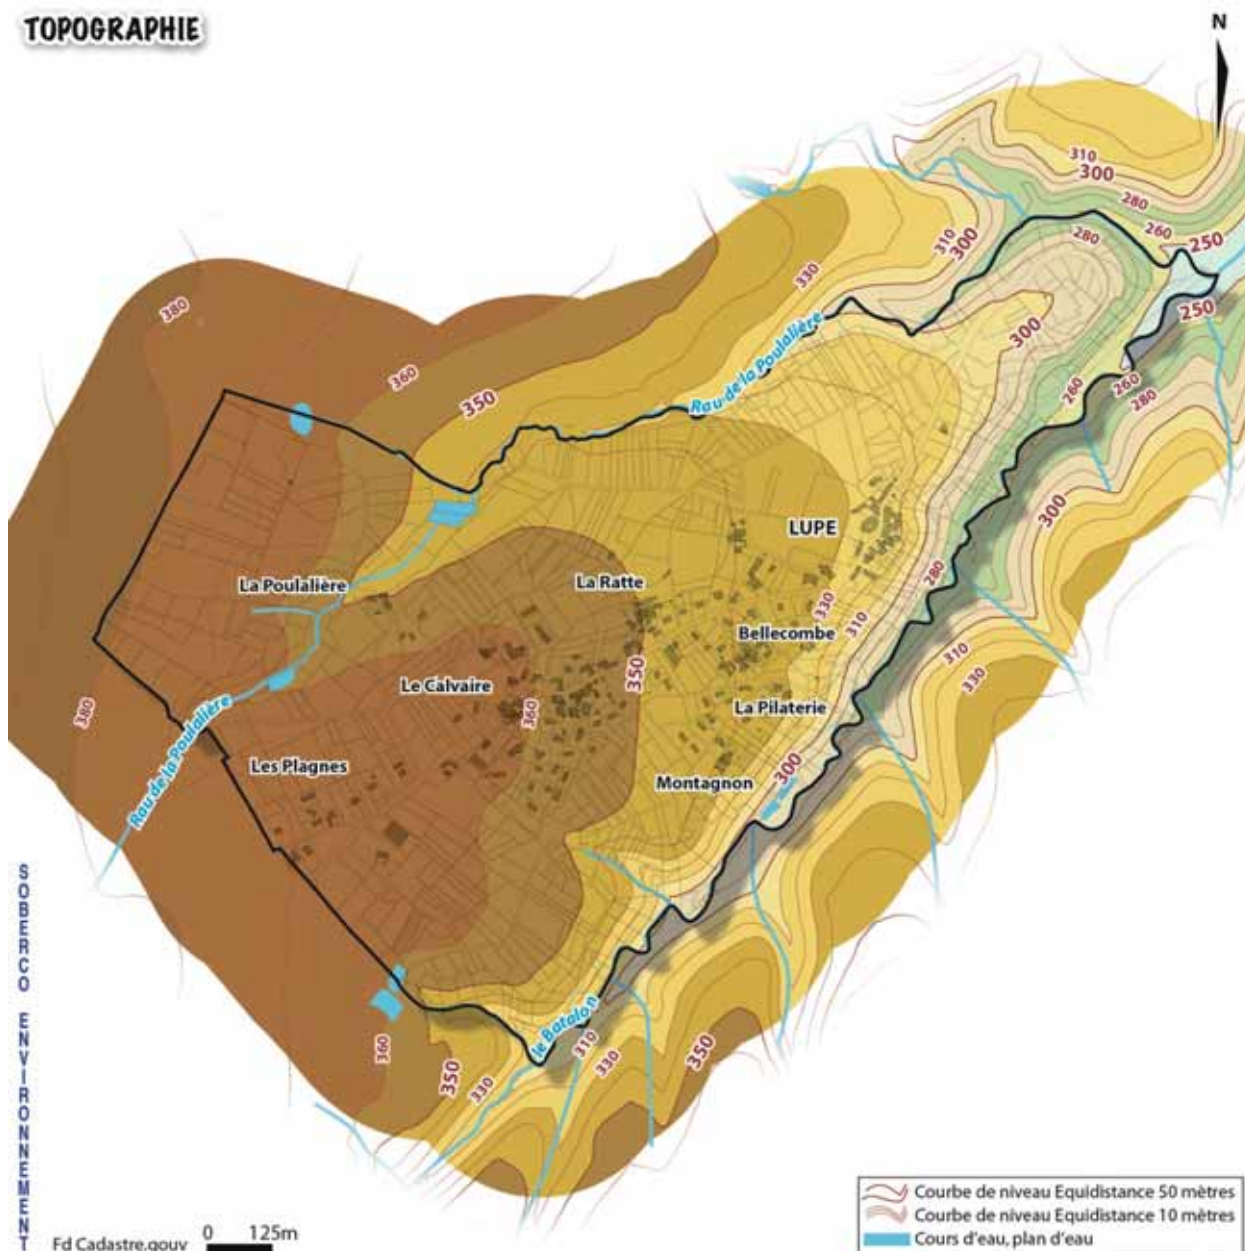 TOPOGRAPHIE
N
310
300
280
260
250
280
310
300
330
250
380
300
360
260
260
350
280
Rau de la Poulalière
300
LUPE
280
La Poulalière
La Ratte
330
310
Bellecombe
310
350
330
Le Calvaire
360
La Pilaterie
380
Les Plagnes
Montagnon
300
Rau de la Poulalière
le Batalon
310
360
350
330
330
350
SOBERCO ENVIRONNEMENT
Fd Cadastre.gouv
0 125m
Courbe de niveau Equidistance 50 mètres
Courbe de niveau Equidistance 10 mètres
Cours d'eau, plan d'eau